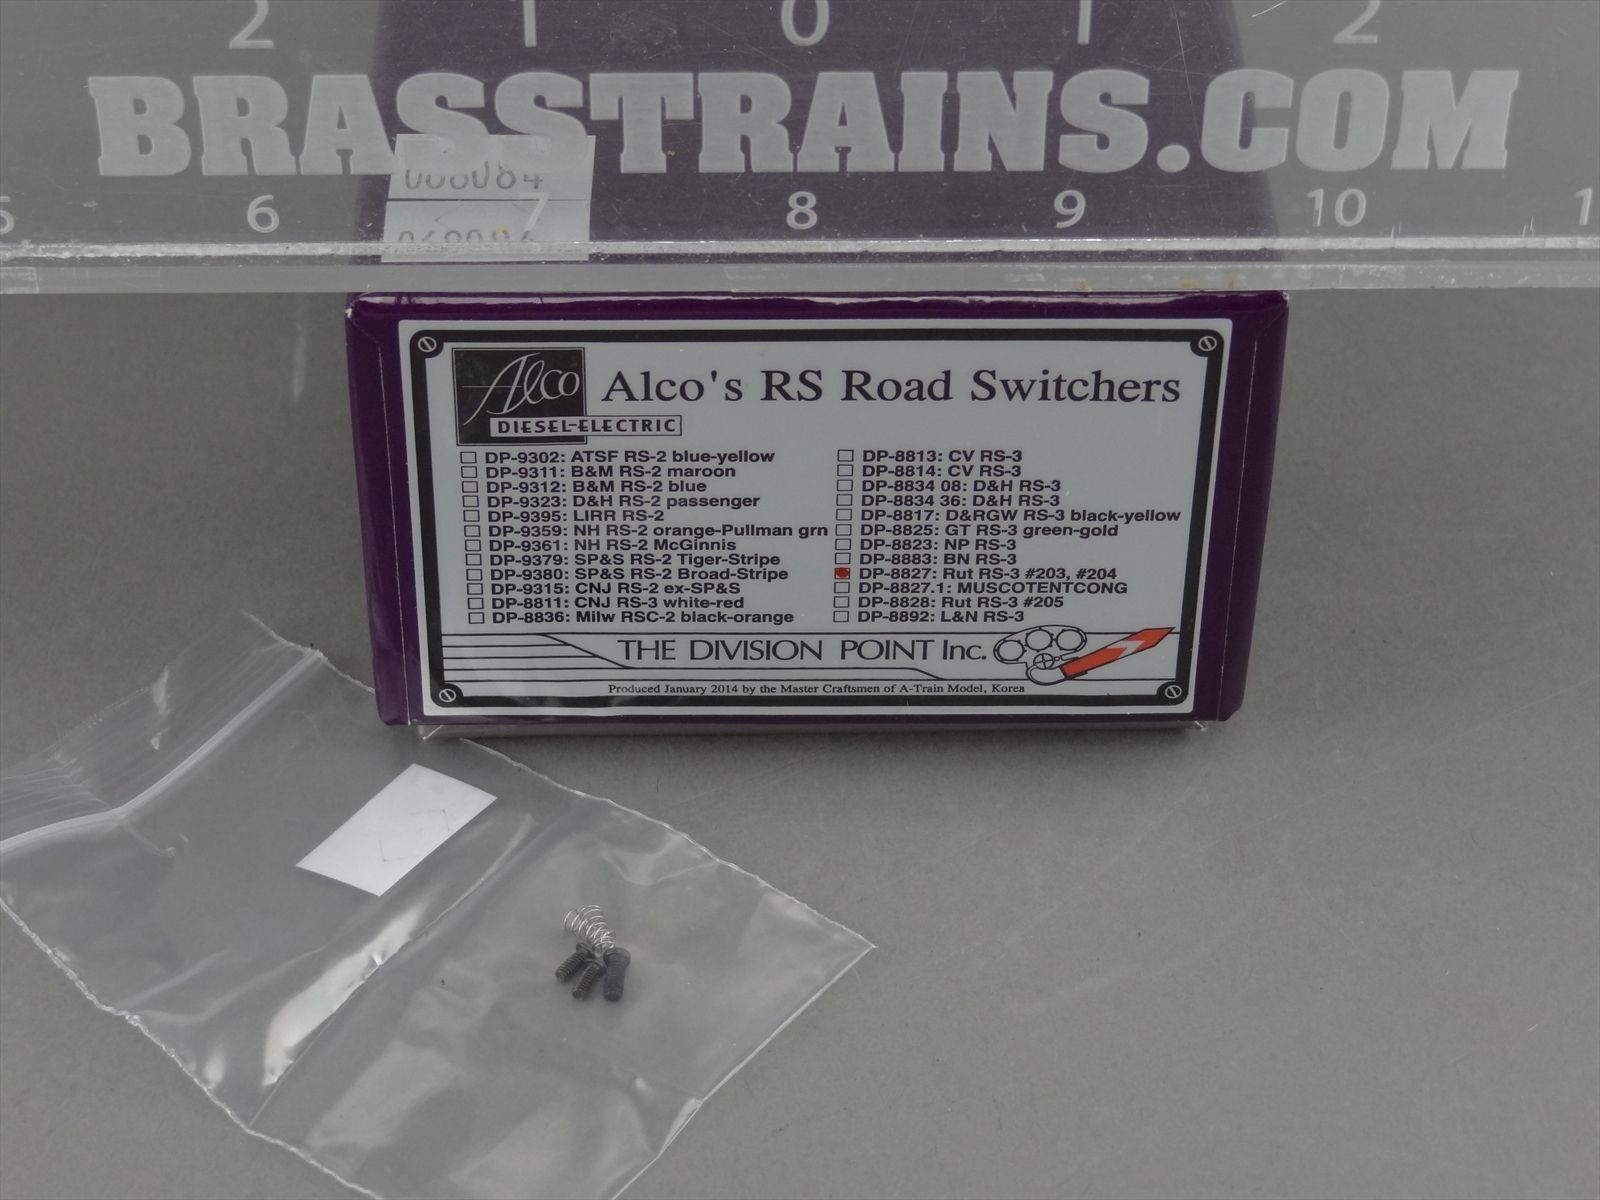 2 1 0 1 2
BRASSTRAINS.COM
5 6 7 8 9 10
Alco
DIESEL-ELECTRIC
Alco's RS Road Switchers
DP-9302: ATSF RS-2 blue-yellow
DP-9311: B&M RS-2 maroon
DP-9312: B&M RS-2 blue
DP-9323: D&H RS-2 passenger
DP-9395: LIRR RS-2
DP-9359: NH RS-2 orange-Pullman grn
DP-9361: NH RS-2 McGinnis
DP-9379: SP&S RS-2 Tiger-Stripe
DP-9380: SP&S RS-2 Broad-Stripe
DP-9315: CNJ RS-2 ex-SP&S
DP-8811: CNJ RS-3 white-red
DP-8836: Milw RSC-2 black-orange
DP-8813: CV RS-3
DP-8814: CV RS-3
DP-8834 08: D&H RS-3
DP-8834 36: D&H RS-3
DP-8817: D&RGW RS-3 black-yellow
DP-8825: GT RS-3 green-gold
DP-8823: NP RS-3
DP-8883: BN RS-3
DP-8827: Rut RS-3 #203, #204
DP-8827.1: MUSCOTENTCONG
DP-8828: Rut RS-3 #205
DP-8892: L&N RS-3
THE DIVISION POINT Inc.
Produced January 2014 by the Master Craftsmen of A-Train Model, Korea